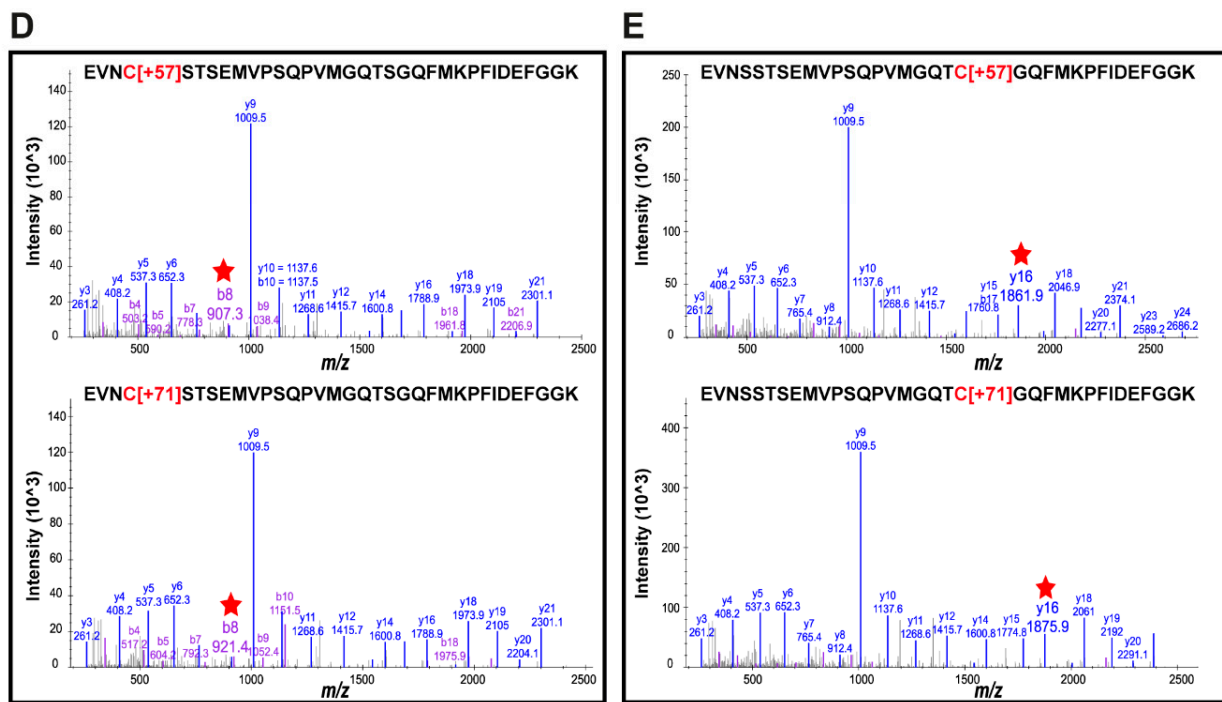 D
EVNC[+57]STSEMVPSQPVMGQTSGQFMKPFIDEFGGK
Intensity (10^3)
140
120
100
80
60
40
20
0
y9
1009.5
y3
261.2
y4
408.2
b4
503.2
y5
537.3
b5
590.2
y6
652.3
b7
778.3
b8
907.3
b9
1038.4
y10 = 1137.6
b10 = 1137.5
y11
1268.6
y12
1415.7
y14
1600.8
y16
1788.9
b18
1961.8
y18
1973.9
y19
2105
b21
2206.9
y21
2301.1
500
1000
1500
2000
2500
m/z
EVNC[+71]STSEMVPSQPVMGQTSGQFMKPFIDEFGGK
Intensity (10^3)
140
120
100
80
60
40
20
0
y9
1009.5
y3
261.2
y4
408.2
b4
517.2
y5
537.3
b5
604.2
y6
652.3
b7
792.3
b8
921.4
b9
1052.4
b10
1151.5
y11
1268.6
y12
1415.7
y14
1600.8
y16
1788.9
b18
1975.9
y18
1973.9
y19
2105
y20
2204.1
y21
2301.1
500
1000
1500
2000
2500
m/z
E
EVNSSTSEMVPSQPVMGQTC[+57]GQFMKPFIDEFGGK
Intensity (10^3)
250
200
150
100
50
0
y9
1009.5
y3
261.2
y4
408.2
y5
537.3
y6
652.3
y7
765.4
y8
912.4
y10
1137.6
y11
1268.6
y12
1415.7
y14
1600.8
y15
b17
1760.8
y16
1861.9
y18
2046.9
y20
2277.1
y21
2374.1
y23
2589.2
y24
2686.2
500
1000
1500
2000
2500
m/z
EVNSSTSEMVPSQPVMGQTC[+71]GQFMKPFIDEFGGK
Intensity (10^3)
400
300
200
100
0
y9
1009.5
y3
261.2
y4
408.2
y5
537.3
y6
652.3
y7
765.4
y8
912.4
y10
1137.6
y11
1268.6
y12
1415.7
y14
1600.8
y15
1774.8
y16
1875.9
y18
2061
y19
2192
y20
2291.1
500
1000
1500
2000
2500
m/z